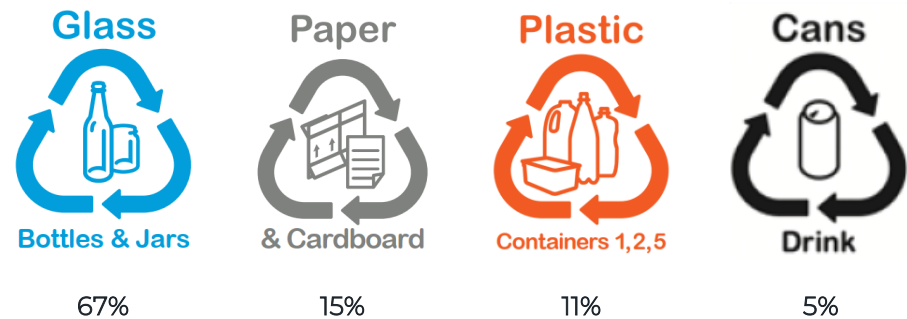 Glass
Paper
Plastic
Cans
Bottles & Jars
& Cardboard
Containers 1,2,5
Drink
67%
15%
11%
5%